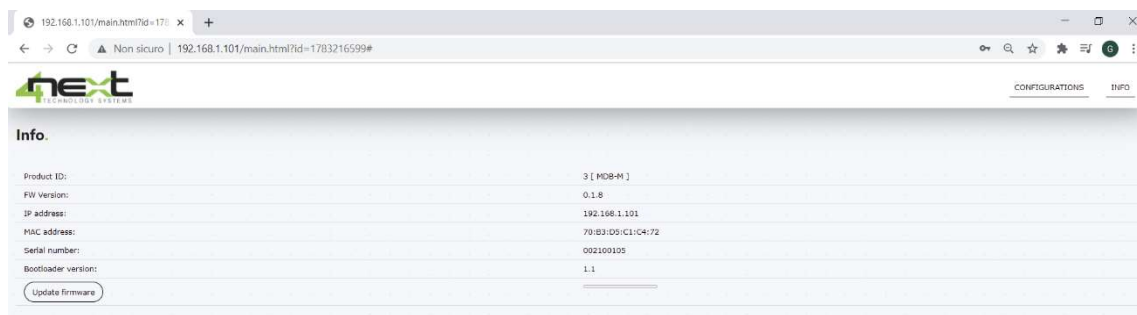 192.168.1.101/main.html?id=178
Non sicuro | 192.168.1.101/main.html?id=1783216599#
G
4next
TECHNOLOGY SYSTEMS
CONFIGURATIONS INFO
Info.
Product ID: 3 [ MDB-M ]
FW Version: 0.1.8
IP address: 192.168.1.101
MAC address: 70:B3:D5:C1:C4:72
Serial number: 002100105
Bootloader version: 1.1
Update firmware